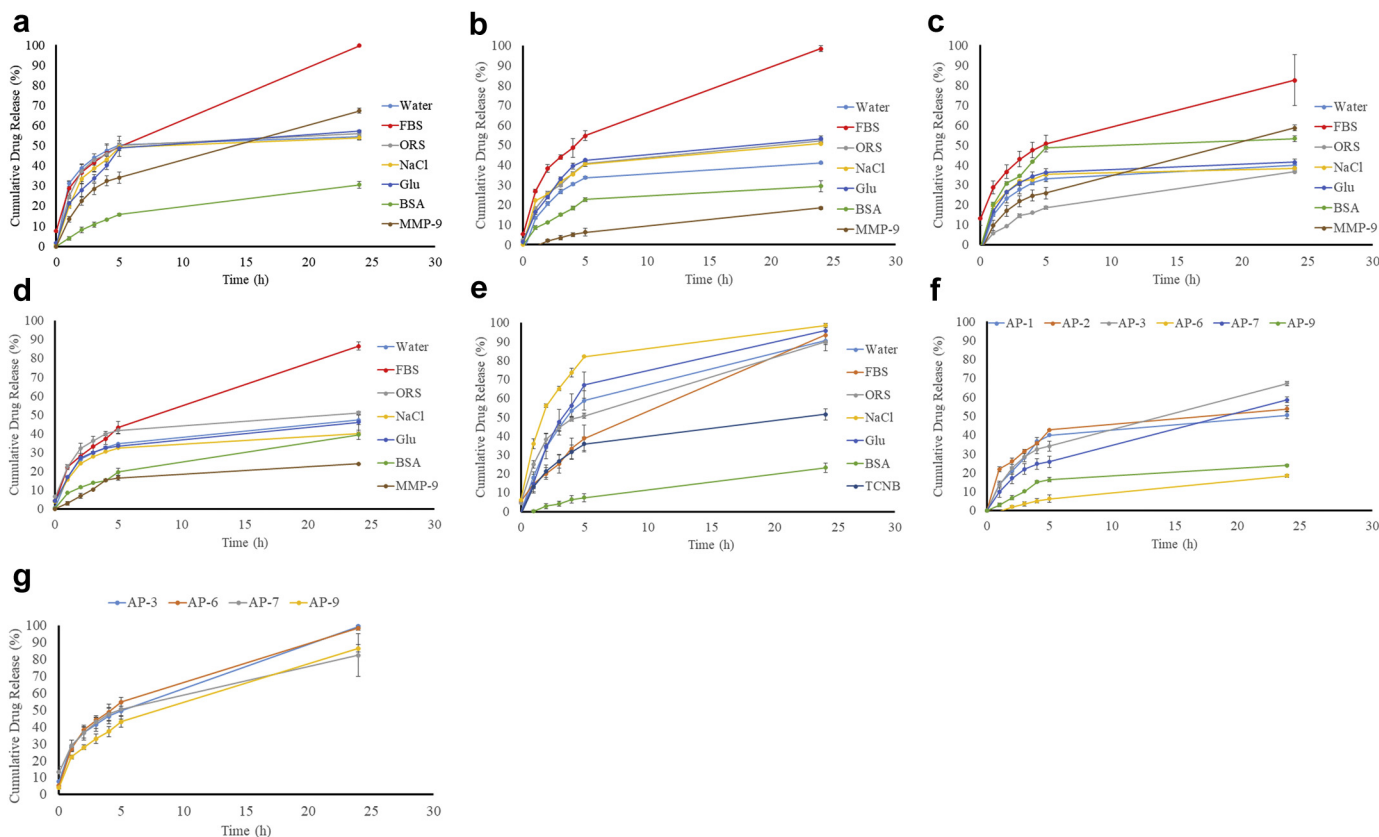 a
Cumulative Drug Release (%)
100
90
80
70
60
50
40
30
20
10
0
0 5 10 15 20 25 30
Time (h)
Water
FBS
ORS
NaCl
Glu
BSA
MMP-9
b
Cumulative Drug Release (%)
100
90
80
70
60
50
40
30
20
10
0
0 5 10 15 20 25 30
Time (h)
Water
FBS
ORS
NaCl
Glu
BSA
MMP-9
c
Cumulative Drug Release (%)
100
90
80
70
60
50
40
30
20
10
0
0 5 10 15 20 25 30
Time (h)
Water
FBS
ORS
NaCl
Glu
BSA
MMP-9
d
Cumulative Drug Release (%)
100
90
80
70
60
50
40
30
20
10
0
0 5 10 15 20 25 30
Time (h)
Water
FBS
ORS
NaCl
Glu
BSA
MMP-9
e
Cumulative Drug Release (%)
100
90
80
70
60
50
40
30
20
10
0
0 5 10 15 20 25 30
Time (h)
Water
FBS
ORS
NaCl
Glu
BSA
TCNB
f
AP-1 AP-2 AP-3 AP-6 AP-7 AP-9
Cumulative Drug Release (%)
100
90
80
70
60
50
40
30
20
10
0
0 5 10 15 20 25 30
Time (h)
g
AP-3 AP-6 AP-7 AP-9
Cumulative Drug Release (%)
100
90
80
70
60
50
40
30
20
10
0
0 5 10 15 20 25 30
Time (h)